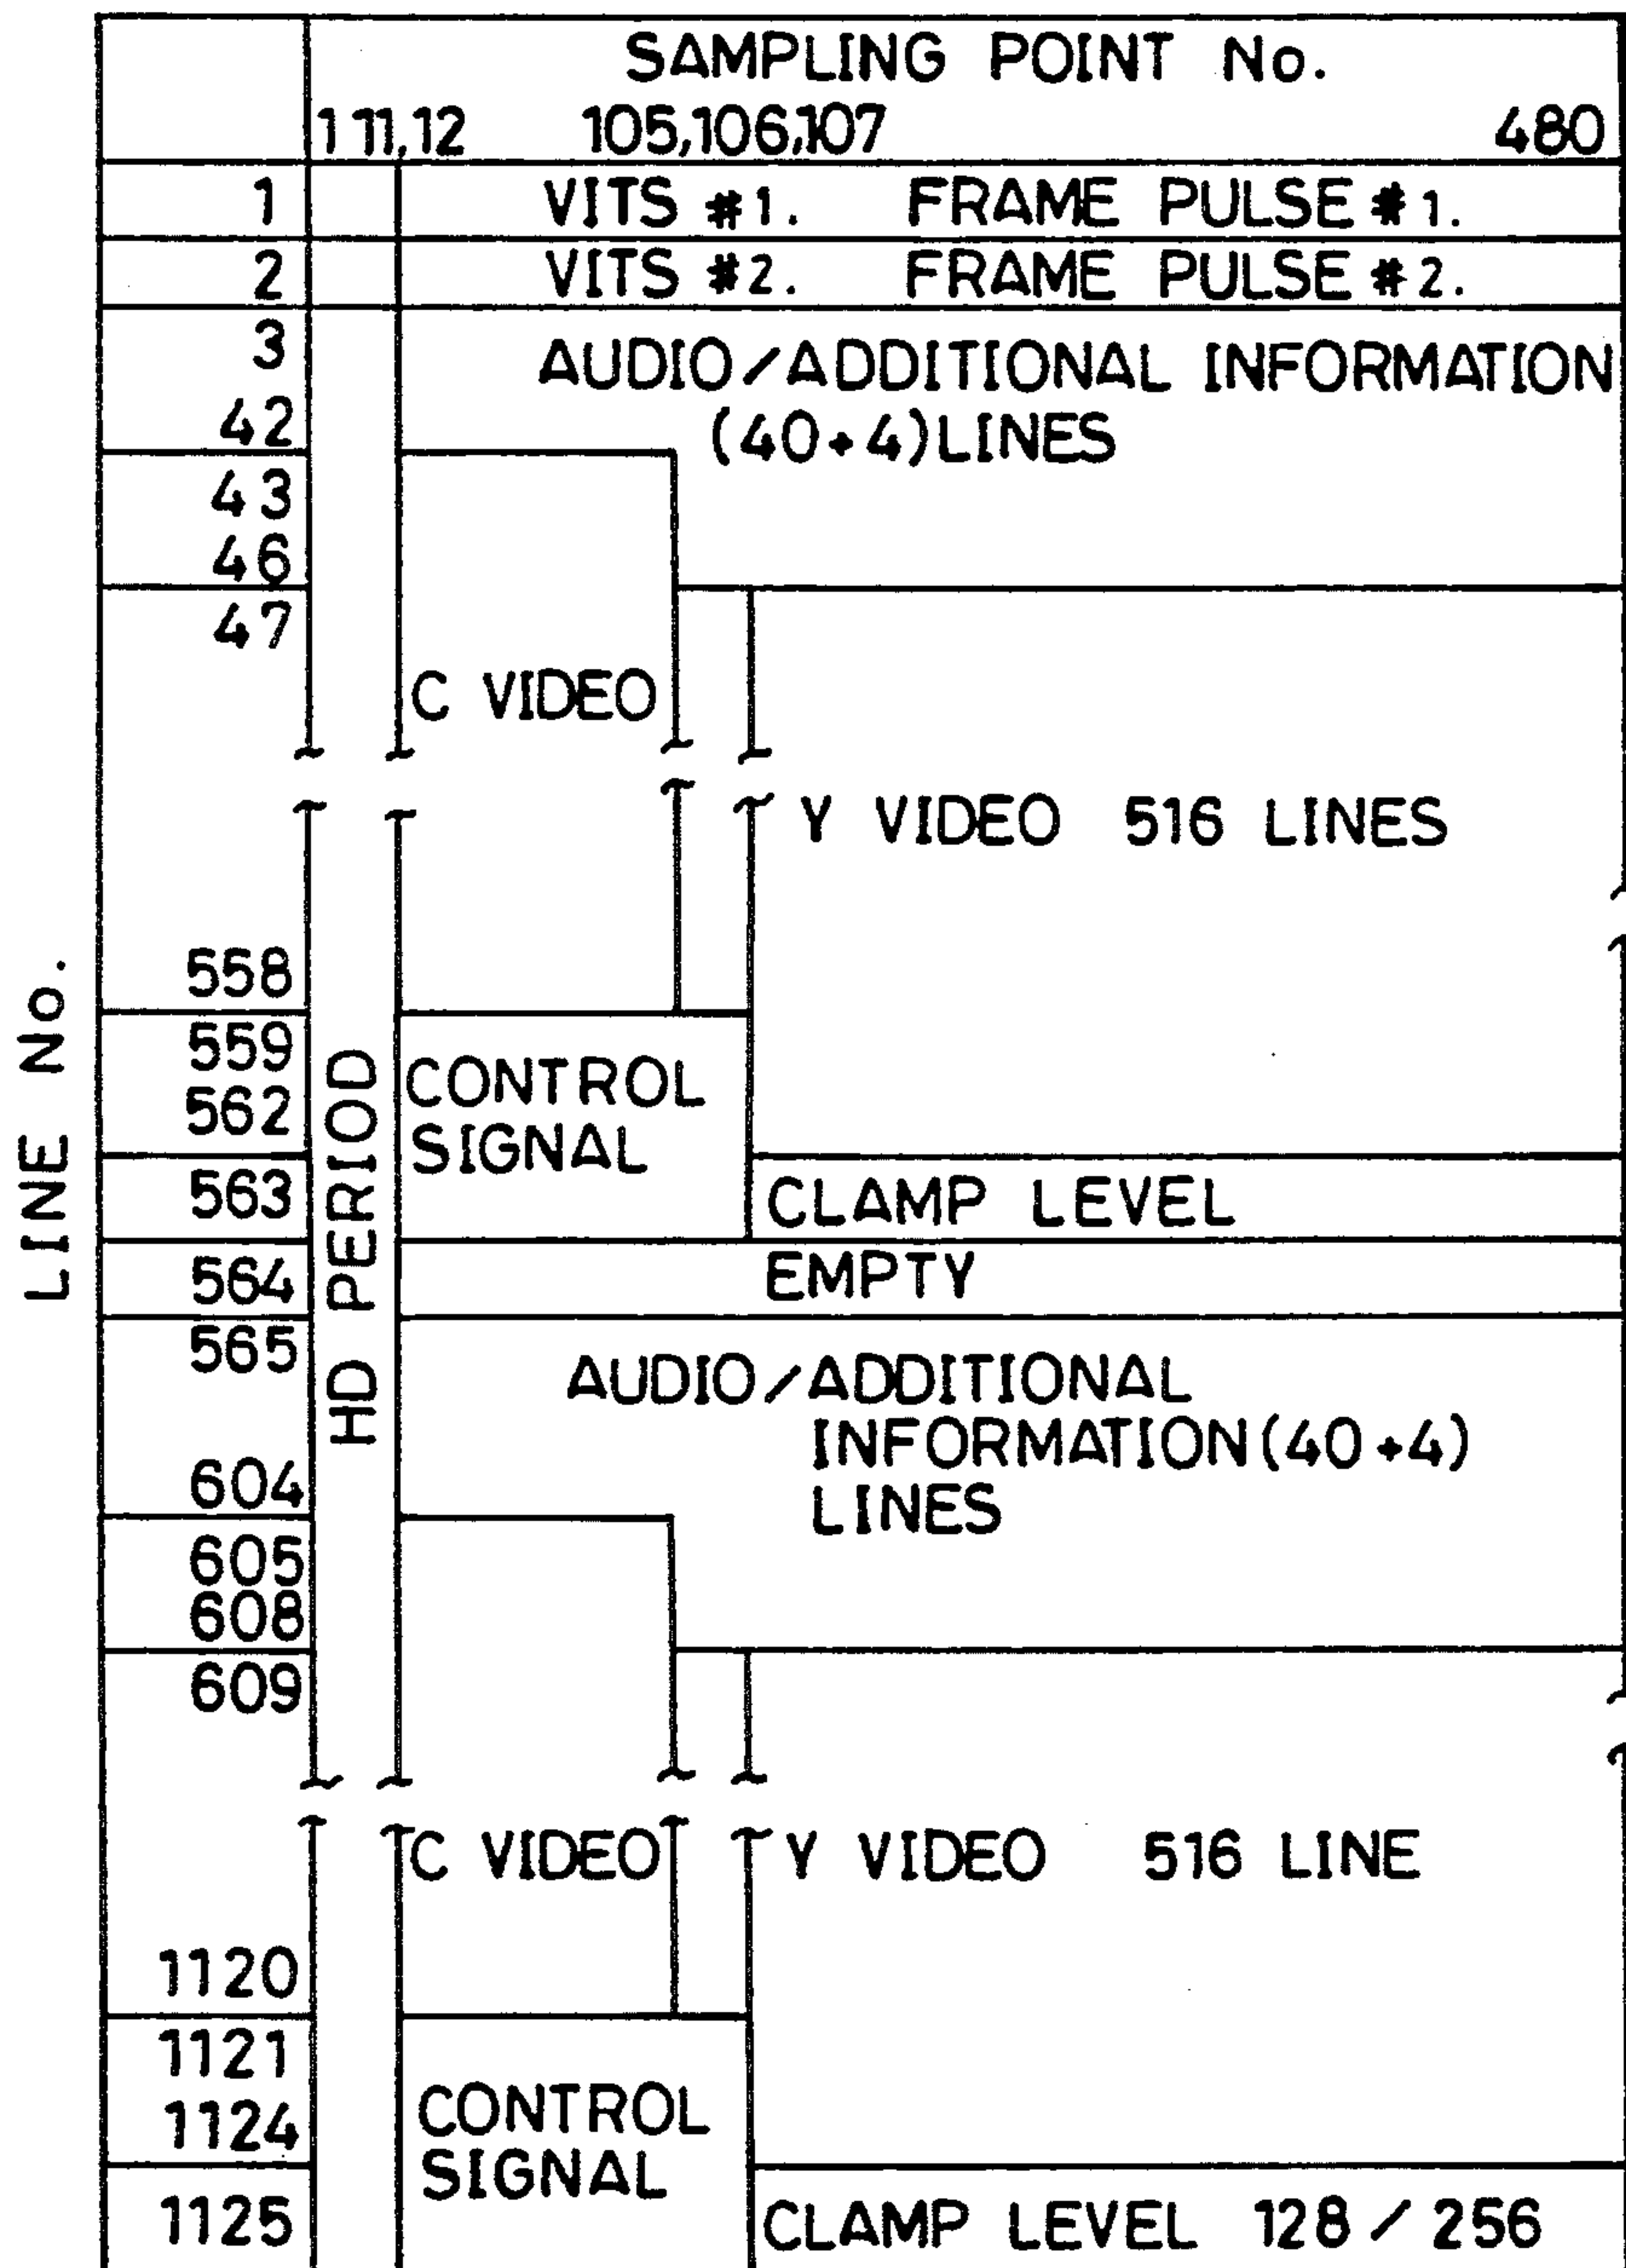 SAMPLING POINT No.
1 11,12 105,106,107 480
1 VITS #1. FRAME PULSE #1.
2 VITS #2. FRAME PULSE #2.
3
AUDIO/ADDITIONAL INFORMATION
42
(40+4)LINES
43
46
47
C VIDEO
Y VIDEO 516 LINES
558
559
562
CONTROL
SIGNAL
563 CLAMP LEVEL
564 EMPTY
565
AUDIO/ADDITIONAL
INFORMATION(40+4)
LINES
604
605
608
609
C VIDEO Y VIDEO 516 LINE
1120
1121
1124
CONTROL
SIGNAL
1125 CLAMP LEVEL 128/256
LINE No.
HD PERIOD